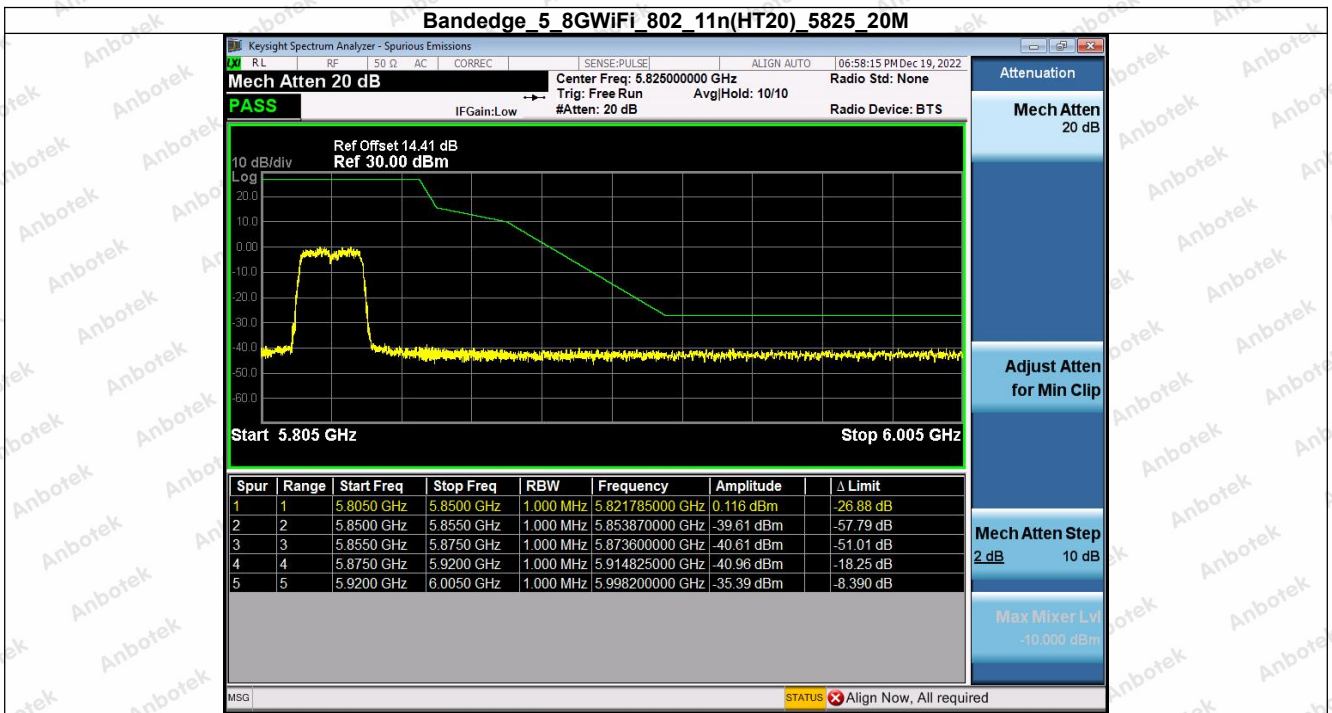 Bandedge_5_8GWiFi_802_11n(HT20)_5825_20M
Keysight Spectrum Analyzer - Spurious Emissions
LXI RL RF 50 Ω AC CORREC SENSE:PULSE ALIGN AUTO 06:58:15 PM Dec 19, 2022
Mech Atten 20 dB Center Freq: 5.825000000 GHz Radio Std: None
Trig: Free Run Avg|Hold: 10/10
PASS IFGain:Low #Atten: 20 dB Radio Device: BTS
Attenuation
Mech Atten
20 dB
Adjust Atten
for Min Clip
Mech Atten Step
2 dB 10 dB
Max Mixer Lvl
-10.000 dBm
Ref Offset 14.41 dB
10 dB/div Ref 30.00 dBm
Log
20.0
10.0
0.00
-10.0
-20.0
-30.0
-40.0
-50.0
-60.0
Start 5.805 GHz Stop 6.005 GHz
Spur Range Start Freq Stop Freq RBW Frequency Amplitude Δ Limit
1 1 5.8050 GHz 5.8500 GHz 1.000 MHz 5.821785000 GHz 0.116 dBm -26.88 dB
2 2 5.8500 GHz 5.8550 GHz 1.000 MHz 5.853870000 GHz -39.61 dBm -57.79 dB
3 3 5.8550 GHz 5.8750 GHz 1.000 MHz 5.873600000 GHz -40.61 dBm -51.01 dB
4 4 5.8750 GHz 5.9200 GHz 1.000 MHz 5.914825000 GHz -40.96 dBm -18.25 dB
5 5 5.9200 GHz 6.0050 GHz 1.000 MHz 5.998200000 GHz -35.39 dBm -8.390 dB
MSG STATUS Align Now, All required
Anbotek